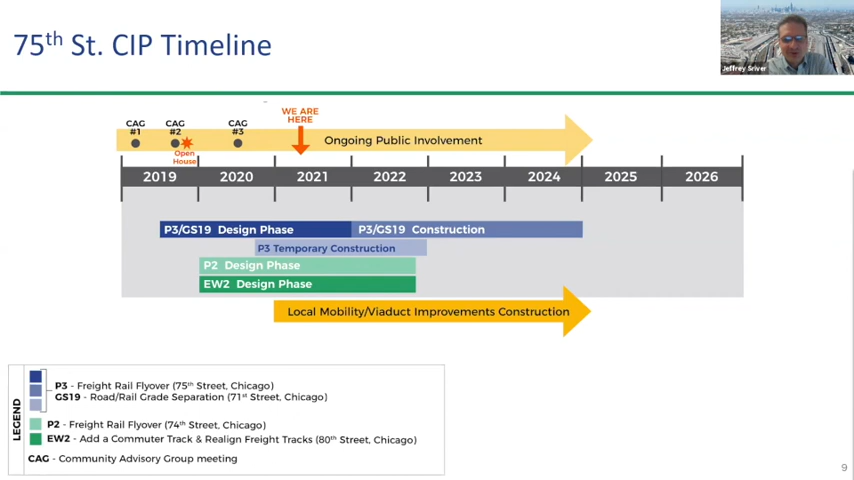 75th St. CIP Timeline
Jeffrey Sriver
WE ARE
HERE
CAG
#1
CAG
#2
CAG
#3
Open
House
Ongoing Public Involvement
2019 2020 2021 2022 2023 2024 2025 2026
P3/GS19 Design Phase
P3/GS19 Construction
P3 Temporary Construction
P2 Design Phase
EW2 Design Phase
Local Mobility/Viaduct Improvements Construction
LEGEND
P3 - Freight Rail Flyover (75th Street, Chicago)
GS19 - Road/Rail Grade Separation (71st Street, Chicago)
P2 - Freight Rail Flyover (74th Street, Chicago)
EW2 - Add a Commuter Track & Realign Freight Tracks (80th Street, Chicago)
CAG - Community Advisory Group meeting
9